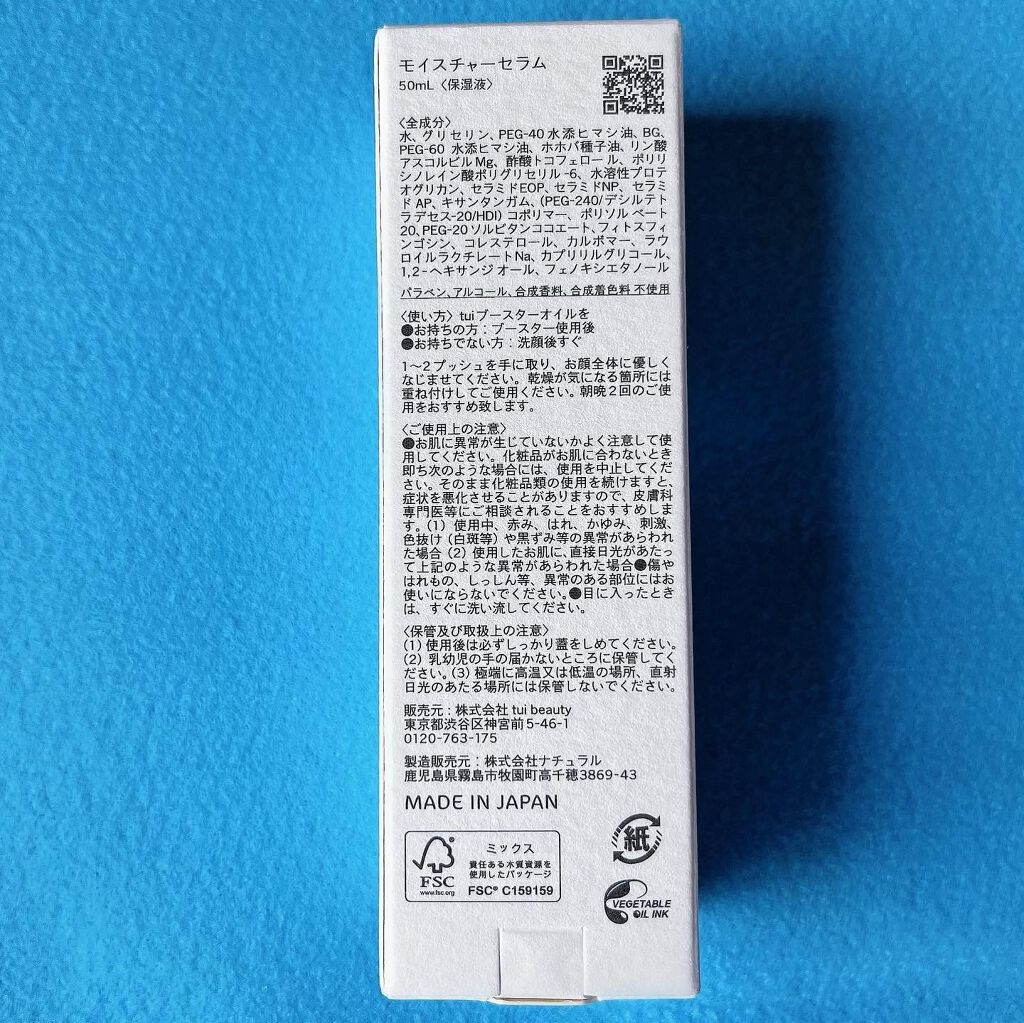 モイスチャーセラム
50mL〈保湿液〉
〈全成分〉
水、グリセリン、PEG-40水添ヒマシ油、BG、
PEG-60 水添ヒマシ油、ホホバ種子油、リン酸
アスコルビルMg、酢酸トコフェロール、ポリリ
シノレイン酸ポリグリセリル-6、水溶性プロテ
オグリカン、セラミドEOP、セラミドNP、セラミ
ドAP、キサンタンガム、(PEG-240/デシルテト
ラデセス-20/HDI) コポリマー、ポリソルベート
20、PEG-20ソルビタンココエート、フィトスフィ
ンゴシン、コレステロール、カルボマー、ラウ
ロイルラクチレートNa、カプリリルグリコール、
1,2-ヘキサンジオール、フェノキシエタノール
パラベン、アルコール、合成香料、合成着色料 不使用
〈使い方〉tuiブースターオイルを
●お持ちの方：ブースター使用後
●お持ちでない方：洗顔後すぐ
1〜2プッシュを手に取り、お顔全体に優しく
なじませてください。乾燥が気になる箇所には
重ね付けしてご使用ください。朝晩2回のご使
用をおすすめ致します。
〈ご使用上の注意〉
●お肌に異常が生じていないかよく注意して使
用してください。化粧品がお肌に合わないとき
即ち次のような場合には、使用を中止してくだ
さい。そのまま化粧品類の使用を続けますと、
症状を悪化させることがありますので、皮膚科
専門医等にご相談されることをおすすめしま
す。(1) 使用中、赤み、はれ、かゆみ、刺激、
色抜け(白斑等)や黒ずみ等の異常があらわれ
た場合(2) 使用したお肌に、直接日光があたっ
て上記のような異常があらわれた場合●傷や
はれもの、しっしん等、異常のある部位にはお
使いにならないでください。●目に入ったとき
は、すぐに洗い流してください。
〈保管及び取扱上の注意〉
(1)使用後は必ずしっかり蓋をしめてください。
(2) 乳幼児の手の届かないところに保管してく
ださい。(3) 極端に高温又は低温の場所、直射
日光のあたる場所には保管しないでください。
販売元：株式会社 tui beauty
東京都渋谷区神宮前5-46-1
0120-763-175
製造販売元：株式会社ナチュラル
鹿児島県霧島市牧園町高千穂3869-43
MADE IN JAPAN
FSC
www.fsc.org
ミックス
責任ある木質資源を
使用したパッケージ
FSC® C159159
紙
VEGETABLE
OIL INK